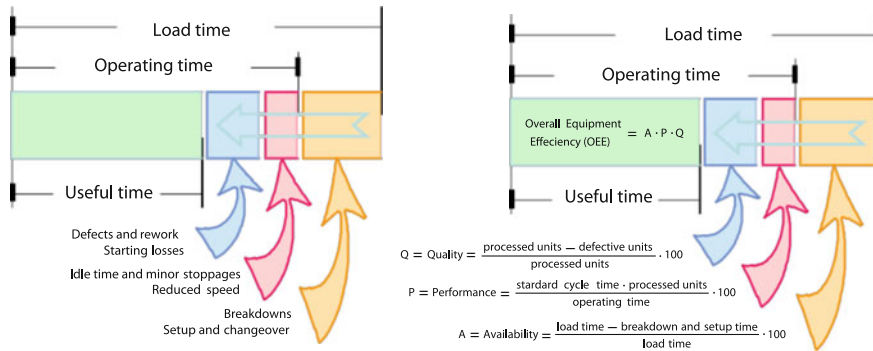 Load time
Operating time
Useful time
Defects and rework
Starting losses
Idle time and minor stoppages
Reduced speed
Breakdowns
Setup and changeover
Load time
Operating time
Overall Equipment
Effeciency (OEE) = A · P · Q
Useful time
Q = Quality = processed units — defective units / processed units · 100
P = Performance = stardard cycle time · processed units / operating time · 100
A = Availability = load time — breakdown and setup time / load time · 100